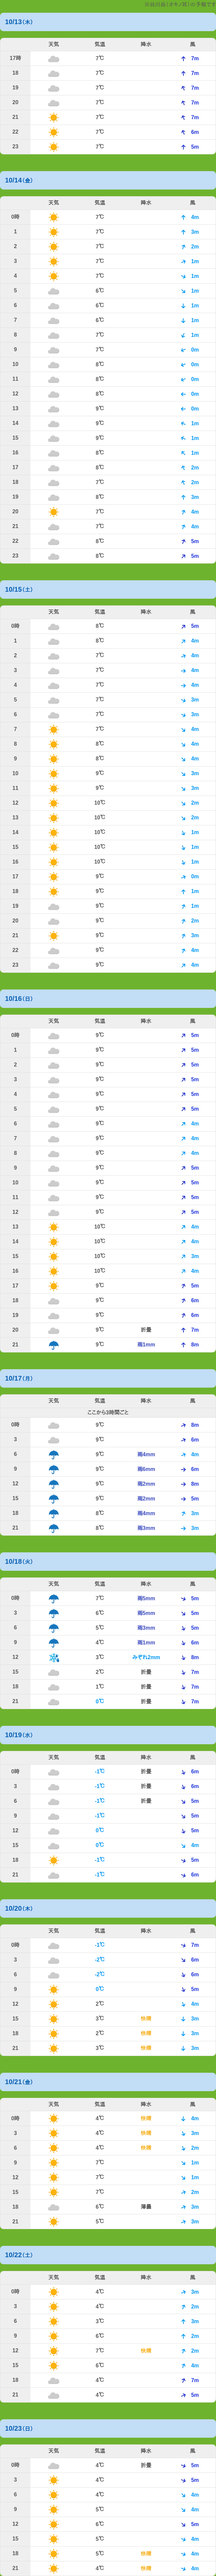 10/13(木)
天気 気温 降水 風
17時 7℃ 7m
18 7℃ 7m
19 7℃ 7m
20 7℃ 7m
21 7℃ 7m
22 7℃ 6m
23 7℃ 5m
10/14(金)
天気 気温 降水 風
0時 7℃ 4m
1 7℃ 3m
2 7℃ 2m
3 7℃ 1m
4 7℃ 1m
5 6℃ 1m
6 6℃ 1m
7 6℃ 1m
8 7℃ 1m
9 7℃ 0m
10 8℃ 0m
11 8℃ 0m
12 8℃ 0m
13 9℃ 0m
14 9℃ 1m
15 9℃ 1m
16 8℃ 1m
17 8℃ 2m
18 7℃ 2m
19 8℃ 3m
20 7℃ 4m
21 7℃ 4m
22 8℃ 5m
23 8℃ 5m
10/15(土)
天気 気温 降水 風
0時 8℃ 5m
1 8℃ 4m
2 7℃ 4m
3 7℃ 4m
4 7℃ 4m
5 7℃ 3m
6 7℃ 3m
7 7℃ 4m
8 8℃ 4m
9 8℃ 4m
10 9℃ 3m
11 9℃ 3m
12 10℃ 2m
13 10℃ 2m
14 10℃ 1m
15 10℃ 1m
16 10℃ 1m
17 9℃ 0m
18 9℃ 1m
19 9℃ 1m
20 9℃ 2m
21 9℃ 3m
22 9℃ 4m
23 9℃ 4m
10/16(日)
天気 気温 降水 風
0時 9℃ 5m
1 9℃ 5m
2 9℃ 5m
3 9℃ 5m
4 9℃ 5m
5 9℃ 5m
6 9℃ 4m
7 9℃ 4m
8 9℃ 4m
9 9℃ 5m
10 9℃ 5m
11 9℃ 5m
12 9℃ 5m
13 10℃ 4m
14 10℃ 4m
15 10℃ 3m
16 10℃ 4m
17 9℃ 5m
18 9℃ 6m
19 9℃ 6m
20 9℃ 折畳 7m
21 9℃ 雨1mm 8m
10/17(月)
天気 気温 降水 風
ここから3時間ごと
0時 9℃ 8m
3 9℃ 6m
6 9℃ 雨4mm 4m
9 9℃ 雨6mm 6m
12 9℃ 雨2mm 8m
15 9℃ 雨2mm 5m
18 8℃ 雨4mm 3m
21 8℃ 雨3mm 3m
10/18(火)
天気 気温 降水 風
0時 7℃ 雨5mm 5m
3 6℃ 雨5mm 5m
6 5℃ 雨3mm 5m
9 4℃ 雨1mm 6m
12 3℃ みぞれ2mm 8m
15 2℃ 折畳 7m
18 1℃ 折畳 7m
21 0℃ 折畳 7m
10/19(水)
天気 気温 降水 風
0時 -1℃ 折畳 6m
3 -1℃ 折畳 6m
6 -1℃ 折畳 5m
9 -1℃ 5m
12 0℃ 5m
15 0℃ 4m
18 -1℃ 5m
21 -1℃ 6m
10/20(木)
天気 気温 降水 風
0時 -1℃ 7m
3 -2℃ 6m
6 -2℃ 6m
9 0℃ 5m
12 2℃ 4m
15 3℃ 快晴 3m
18 2℃ 快晴 3m
21 3℃ 快晴 3m
10/21(金)
天気 気温 降水 風
0時 4℃ 快晴 4m
3 4℃ 快晴 3m
6 4℃ 快晴 2m
9 7℃ 1m
12 7℃ 1m
15 7℃ 2m
18 6℃ 薄曇 3m
21 5℃ 3m
10/22(土)
天気 気温 降水 風
0時 4℃ 3m
3 4℃ 2m
6 3℃ 3m
9 6℃ 2m
12 7℃ 快晴 2m
15 6℃ 4m
18 4℃ 7m
21 4℃ 5m
10/23(日)
天気 気温 降水 風
0時 4℃ 折畳 5m
3 4℃ 5m
6 4℃ 4m
9 5℃ 4m
12 6℃ 5m
15 5℃ 4m
18 5℃ 快晴 4m
21 4℃ 快晴 4m